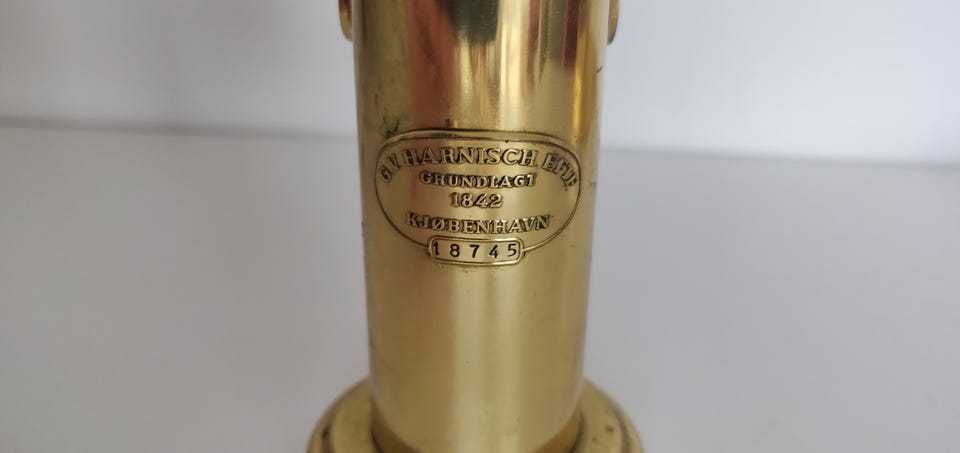 G.V. HARNISCH EFTF.
GRUNDLAGT
1842
KJØBENHAVN
18745